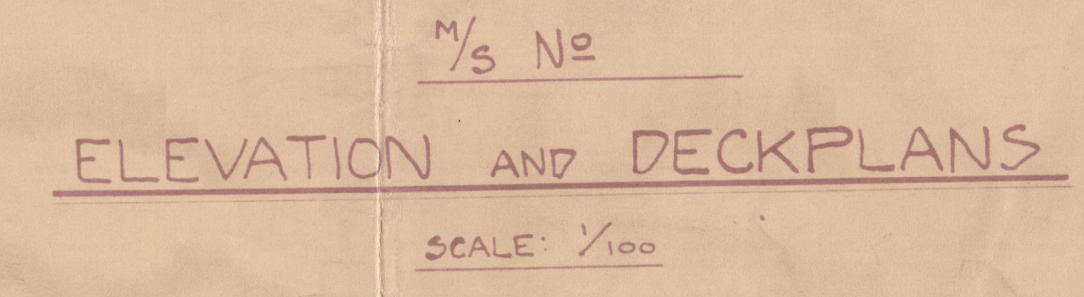 M/S Nº
ELEVATION AND DECKPLANS
SCALE: 1/100